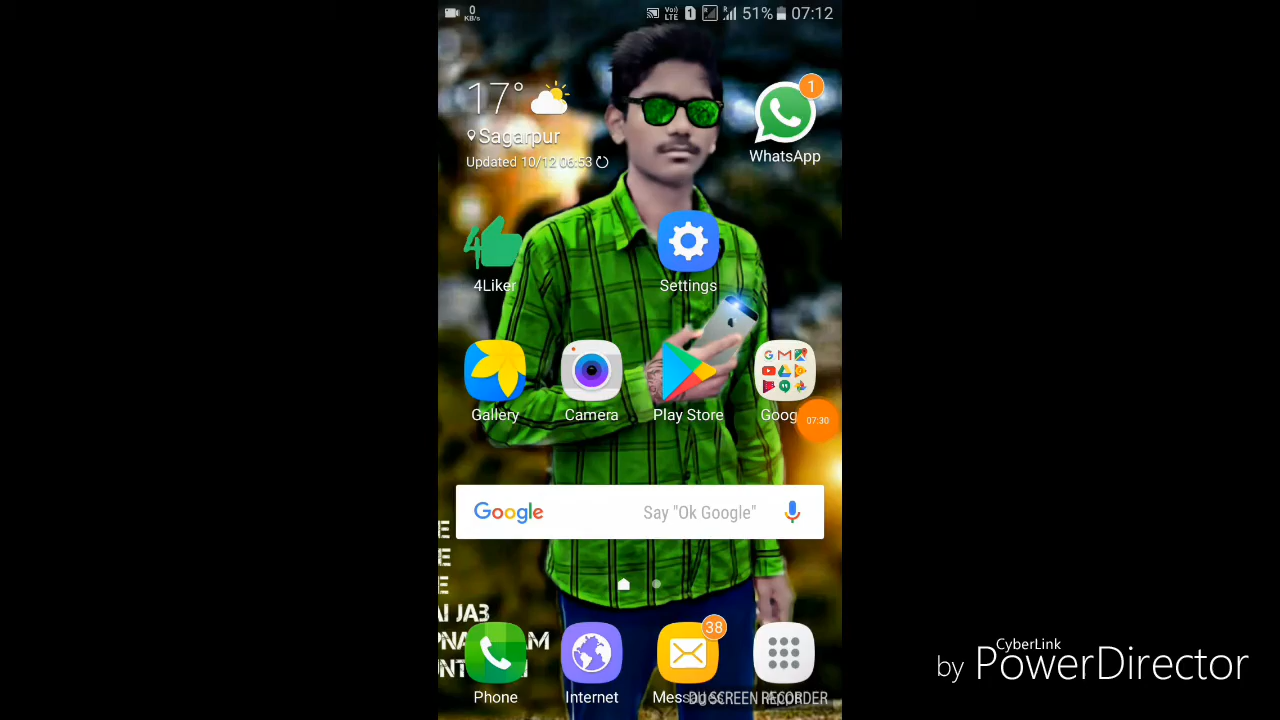 0
KB/s
Vo))
LTE
1
51%
07:12
17°
Sagarpur
Updated 10/12 06:53
1
WhatsApp
4Liker
Settings
Gallery
Camera
Play Store
Goog
07:30
Google
Say "Ok Google"
E
E
E
AI JAB
38
Phone
Internet
DU SCREEN RECORDER
CyberLink
by PowerDirector